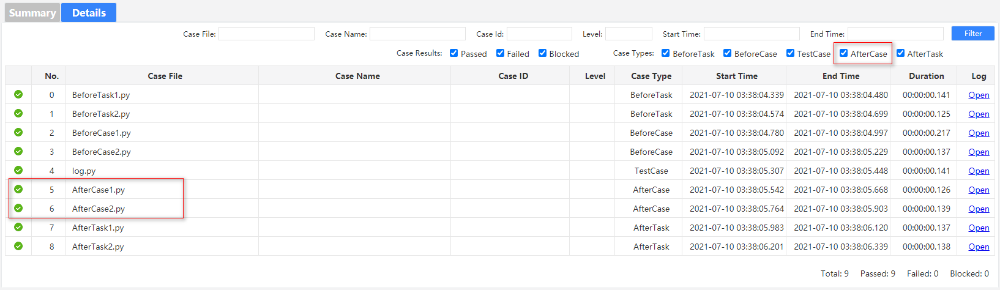 Summary Details
Case File: Case Name: Case Id: Level: Start Time: End Time: Filter
Case Results: Passed Failed Blocked Case Types: BeforeTask BeforeCase TestCase AfterCase AfterTask
No. Case File Case Name Case ID Level Case Type Start Time End Time Duration Log
0 BeforeTask1.py BeforeTask 2021-07-10 03:38:04.339 2021-07-10 03:38:04.480 00:00:00.141 Open
1 BeforeTask2.py BeforeTask 2021-07-10 03:38:04.574 2021-07-10 03:38:04.699 00:00:00.125 Open
2 BeforeCase1.py BeforeCase 2021-07-10 03:38:04.780 2021-07-10 03:38:04.997 00:00:00.217 Open
3 BeforeCase2.py BeforeCase 2021-07-10 03:38:05.092 2021-07-10 03:38:05.229 00:00:00.137 Open
4 log.py TestCase 2021-07-10 03:38:05.307 2021-07-10 03:38:05.448 00:00:00.141 Open
5 AfterCase1.py AfterCase 2021-07-10 03:38:05.542 2021-07-10 03:38:05.668 00:00:00.126 Open
6 AfterCase2.py AfterCase 2021-07-10 03:38:05.764 2021-07-10 03:38:05.903 00:00:00.139 Open
7 AfterTask1.py AfterTask 2021-07-10 03:38:05.983 2021-07-10 03:38:06.120 00:00:00.137 Open
8 AfterTask2.py AfterTask 2021-07-10 03:38:06.201 2021-07-10 03:38:06.339 00:00:00.138 Open
Total: 9 Passed: 9 Failed: 0 Blocked: 0